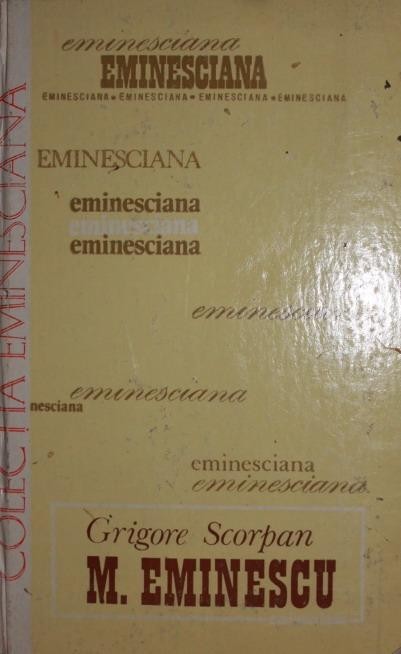 eminesciana
EMINESCIANA
EMINESCIANA ★ EMINESCIANA ★ EMINESCIANA ★ EMINESCIANA
EMINESCIANA
eminesciana
eminesciana
eminesciana
eminesciana
eminesciana
nesciana
eminesciana
eminesciana
Grigore Scorpan
M. EMINESCU
COLECȚIA EMINESCIANA